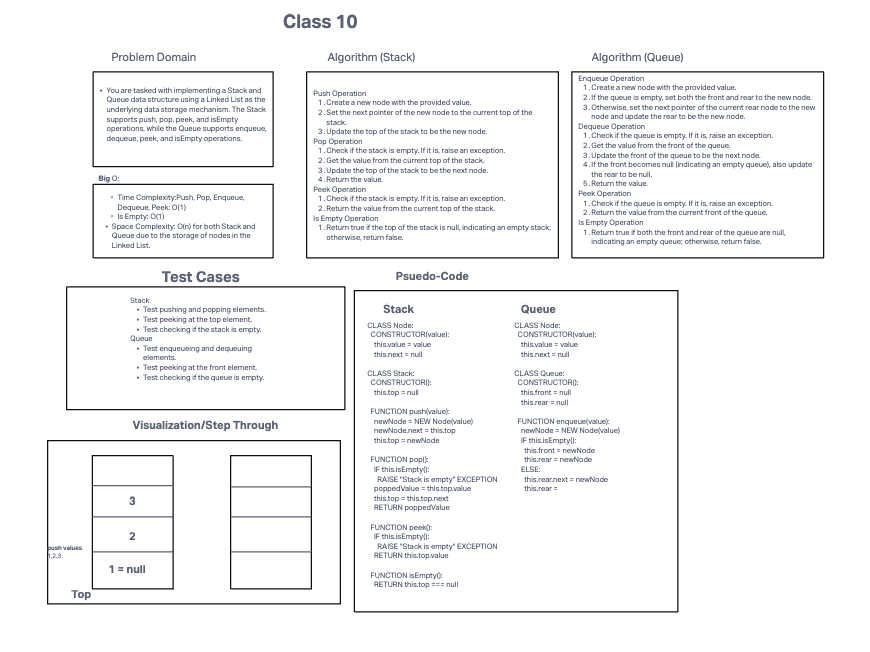 Class 10
Problem Domain
• You are tasked with implementing a Stack and
Queue data structure using a Linked List as the
underlying data storage mechanism. The Stack
supports push, pop, peek, and isEmpty
operations, while the Queue supports enqueue,
dequeue, peek, and isEmpty operations.
Big O:
◦ Time Complexity:Push, Pop, Enqueue,
Dequeue, Peek: O(1)
◦ Is Empty: O(1)
• Space Complexity: O(n) for both Stack and
Queue due to the storage of nodes in the
Linked List.
Algorithm (Stack)
Push Operation
1. Create a new node with the provided value.
2. Set the next pointer of the new node to the current top of the
stack.
3. Update the top of the stack to be the new node.
Pop Operation
1. Check if the stack is empty. If it is, raise an exception.
2. Get the value from the current top of the stack.
3. Update the top of the stack to be the next node.
4. Return the value.
Peek Operation
1. Check if the stack is empty. If it is, raise an exception.
2. Return the value from the current top of the stack.
Is Empty Operation
1. Return true if the top of the stack is null, indicating an empty stack;
otherwise, return false.
Algorithm (Queue)
Enqueue Operation
1. Create a new node with the provided value.
2. If the queue is empty, set both the front and rear to the new node.
3. Otherwise, set the next pointer of the current rear node to the new
node and update the rear to be the new node.
Dequeue Operation
1. Check if the queue is empty. If it is, raise an exception.
2. Get the value from the front of the queue.
3. Update the front of the queue to be the next node.
4. If the front becomes null (indicating an empty queue), also update
the rear to be null.
5. Return the value.
Peek Operation
1. Check if the queue is empty. If it is, raise an exception.
2. Return the value from the current front of the queue.
Is Empty Operation
1. Return true if both the front and rear of the queue are null,
indicating an empty queue; otherwise, return false.
Test Cases
Stack
• Test pushing and popping elements.
• Test peeking at the top element.
• Test checking if the stack is empty.
Queue
• Test enqueueing and dequeuing
elements.
• Test peeking at the front element.
• Test checking if the queue is empty.
Visualization/Step Through
push values
1,2,3
3
2
1 = null
Top
Psuedo-Code
Stack
CLASS Node:
CONSTRUCTOR(value):
this.value = value
this.next = null
CLASS Stack:
CONSTRUCTOR():
this.top = null
FUNCTION push(value):
newNode = NEW Node(value)
newNode.next = this.top
this.top = newNode
FUNCTION pop():
IF this.isEmpty():
RAISE "Stack is empty" EXCEPTION
poppedValue = this.top.value
this.top = this.top.next
RETURN poppedValue
FUNCTION peek():
IF this.isEmpty():
RAISE "Stack is empty" EXCEPTION
RETURN this.top.value
FUNCTION isEmpty():
RETURN this.top === null
Queue
CLASS Node:
CONSTRUCTOR(value):
this.value = value
this.next = null
CLASS Queue:
CONSTRUCTOR():
this.front = null
this.rear = null
FUNCTION enqueue(value):
newNode = NEW Node(value)
IF this.isEmpty():
this.front = newNode
this.rear = newNode
ELSE:
this.rear.next = newNode
this.rear =